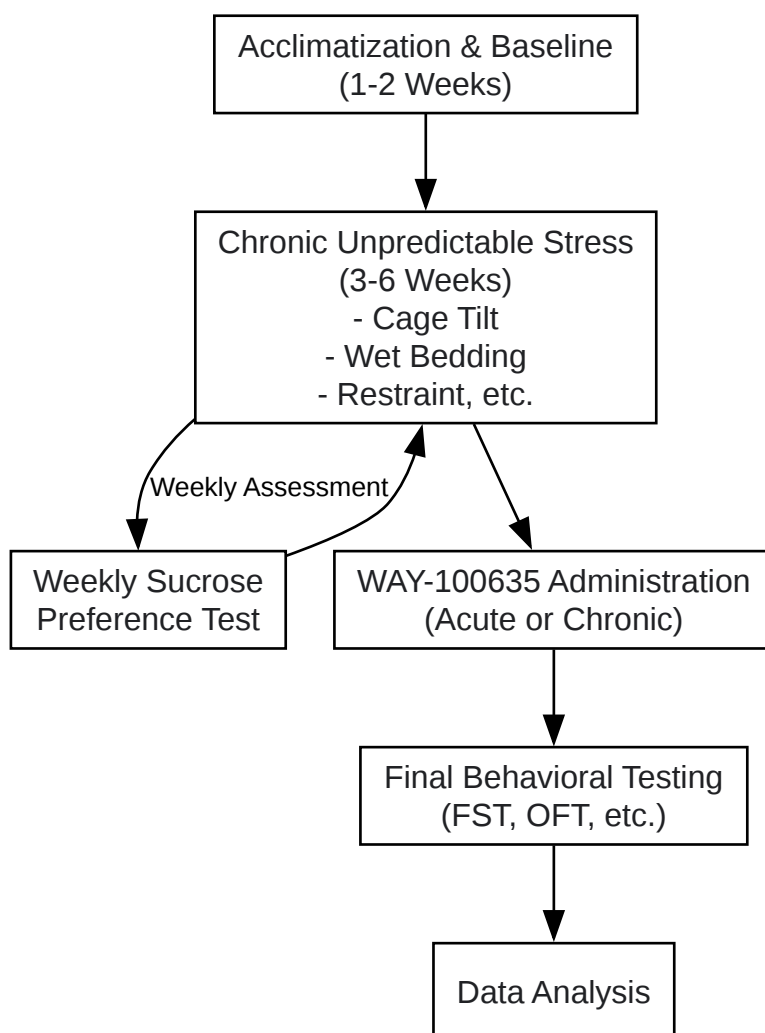 Acclimatization & Baseline
(1-2 Weeks)
Chronic Unpredictable Stress
(3-6 Weeks)
- Cage Tilt
- Wet Bedding
- Restraint, etc.
Weekly Assessment
Weekly Sucrose
Preference Test
WAY-100635 Administration
(Acute or Chronic)
Final Behavioral Testing
(FST, OFT, etc.)
Data Analysis